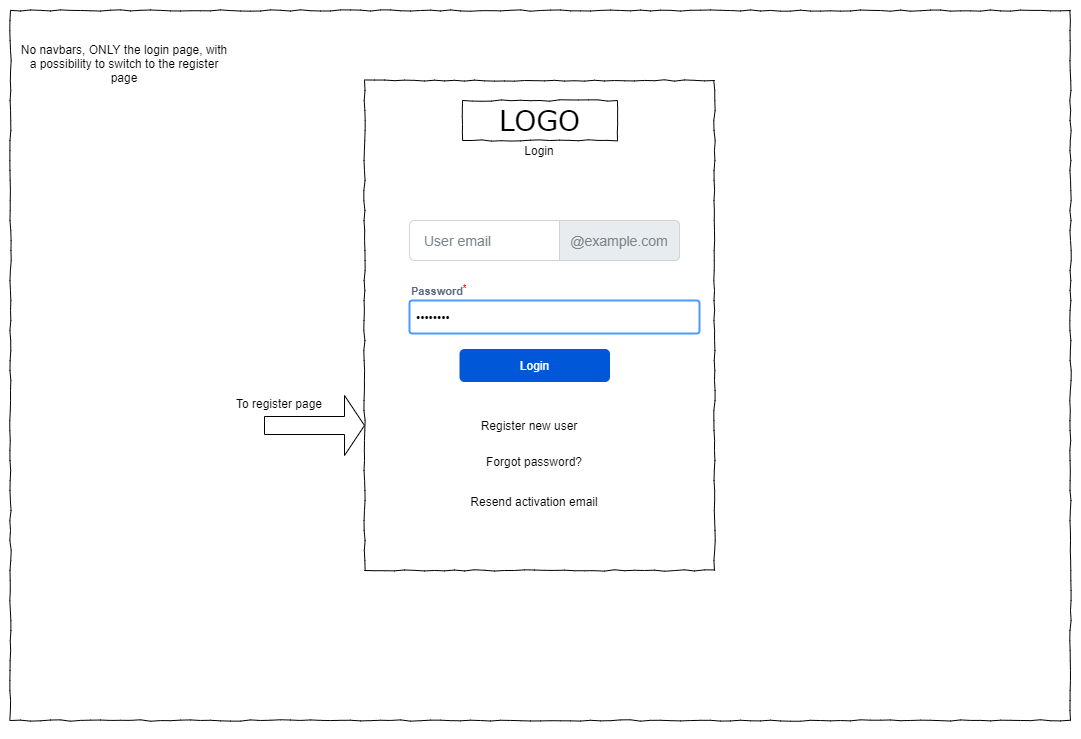 No navbars, ONLY the login page, with
a possibility to switch to the register
page
LOGO
Login
User email @example.com
Password*
••••••••
Login
To register page
Register new user
Forgot password?
Resend activation email